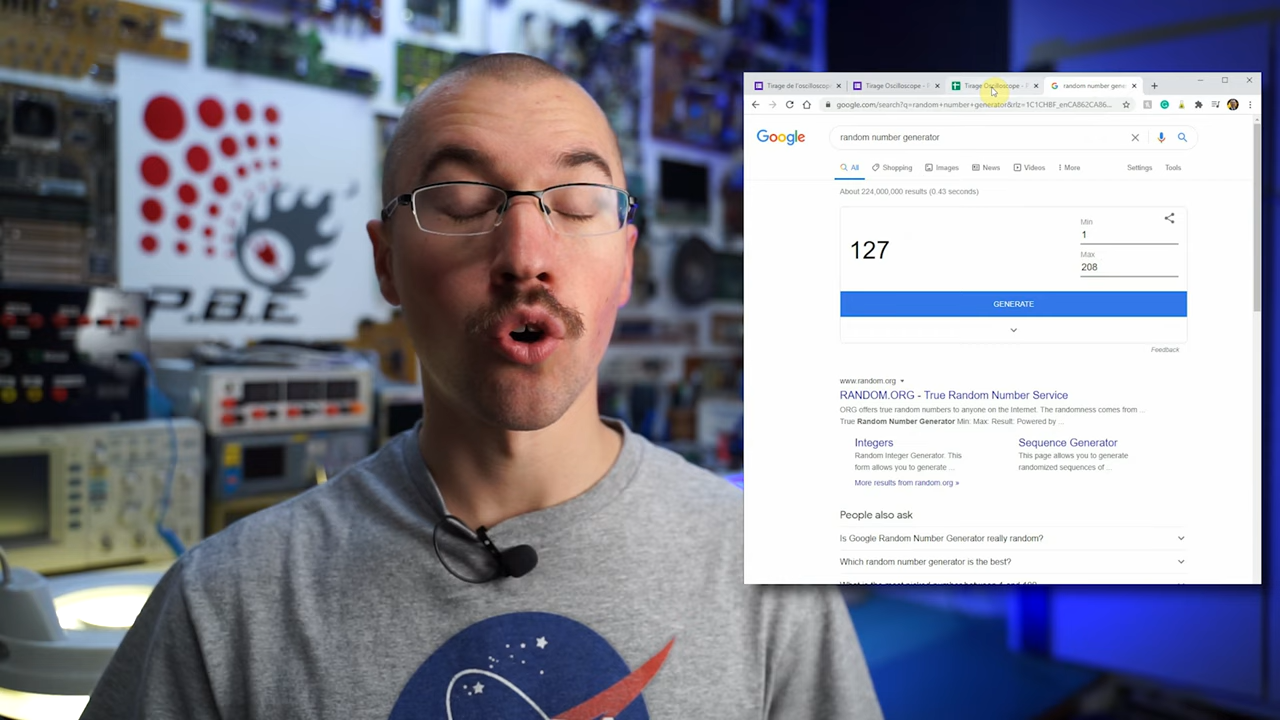 P.B.E
Tirage de l'oscilloscop
Tirage Oscilloscope -
Tirage Oscilloscope -
random number gene
google.com/search?q=random+number+generator&rlz=1C1CHBF_enCA862CA86...
Google
random number generator
All
Shopping
Images
News
Videos
More
Settings
Tools
About 224,000,000 results (0.43 seconds)
127
Min
1
Max
208
GENERATE
Feedback
www.random.org
RANDOM.ORG - True Random Number Service
ORG offers true random numbers to anyone on the Internet. The randomness comes from ...
True Random Number Generator Min: Max: Result: Powered by ...
Integers
Random Integer Generator. This
form allows you to generate ...
Sequence Generator
This page allows you to generate
randomized sequences of ...
More results from random.org »
People also ask
Is Google Random Number Generator really random?
Which random number generator is the best?